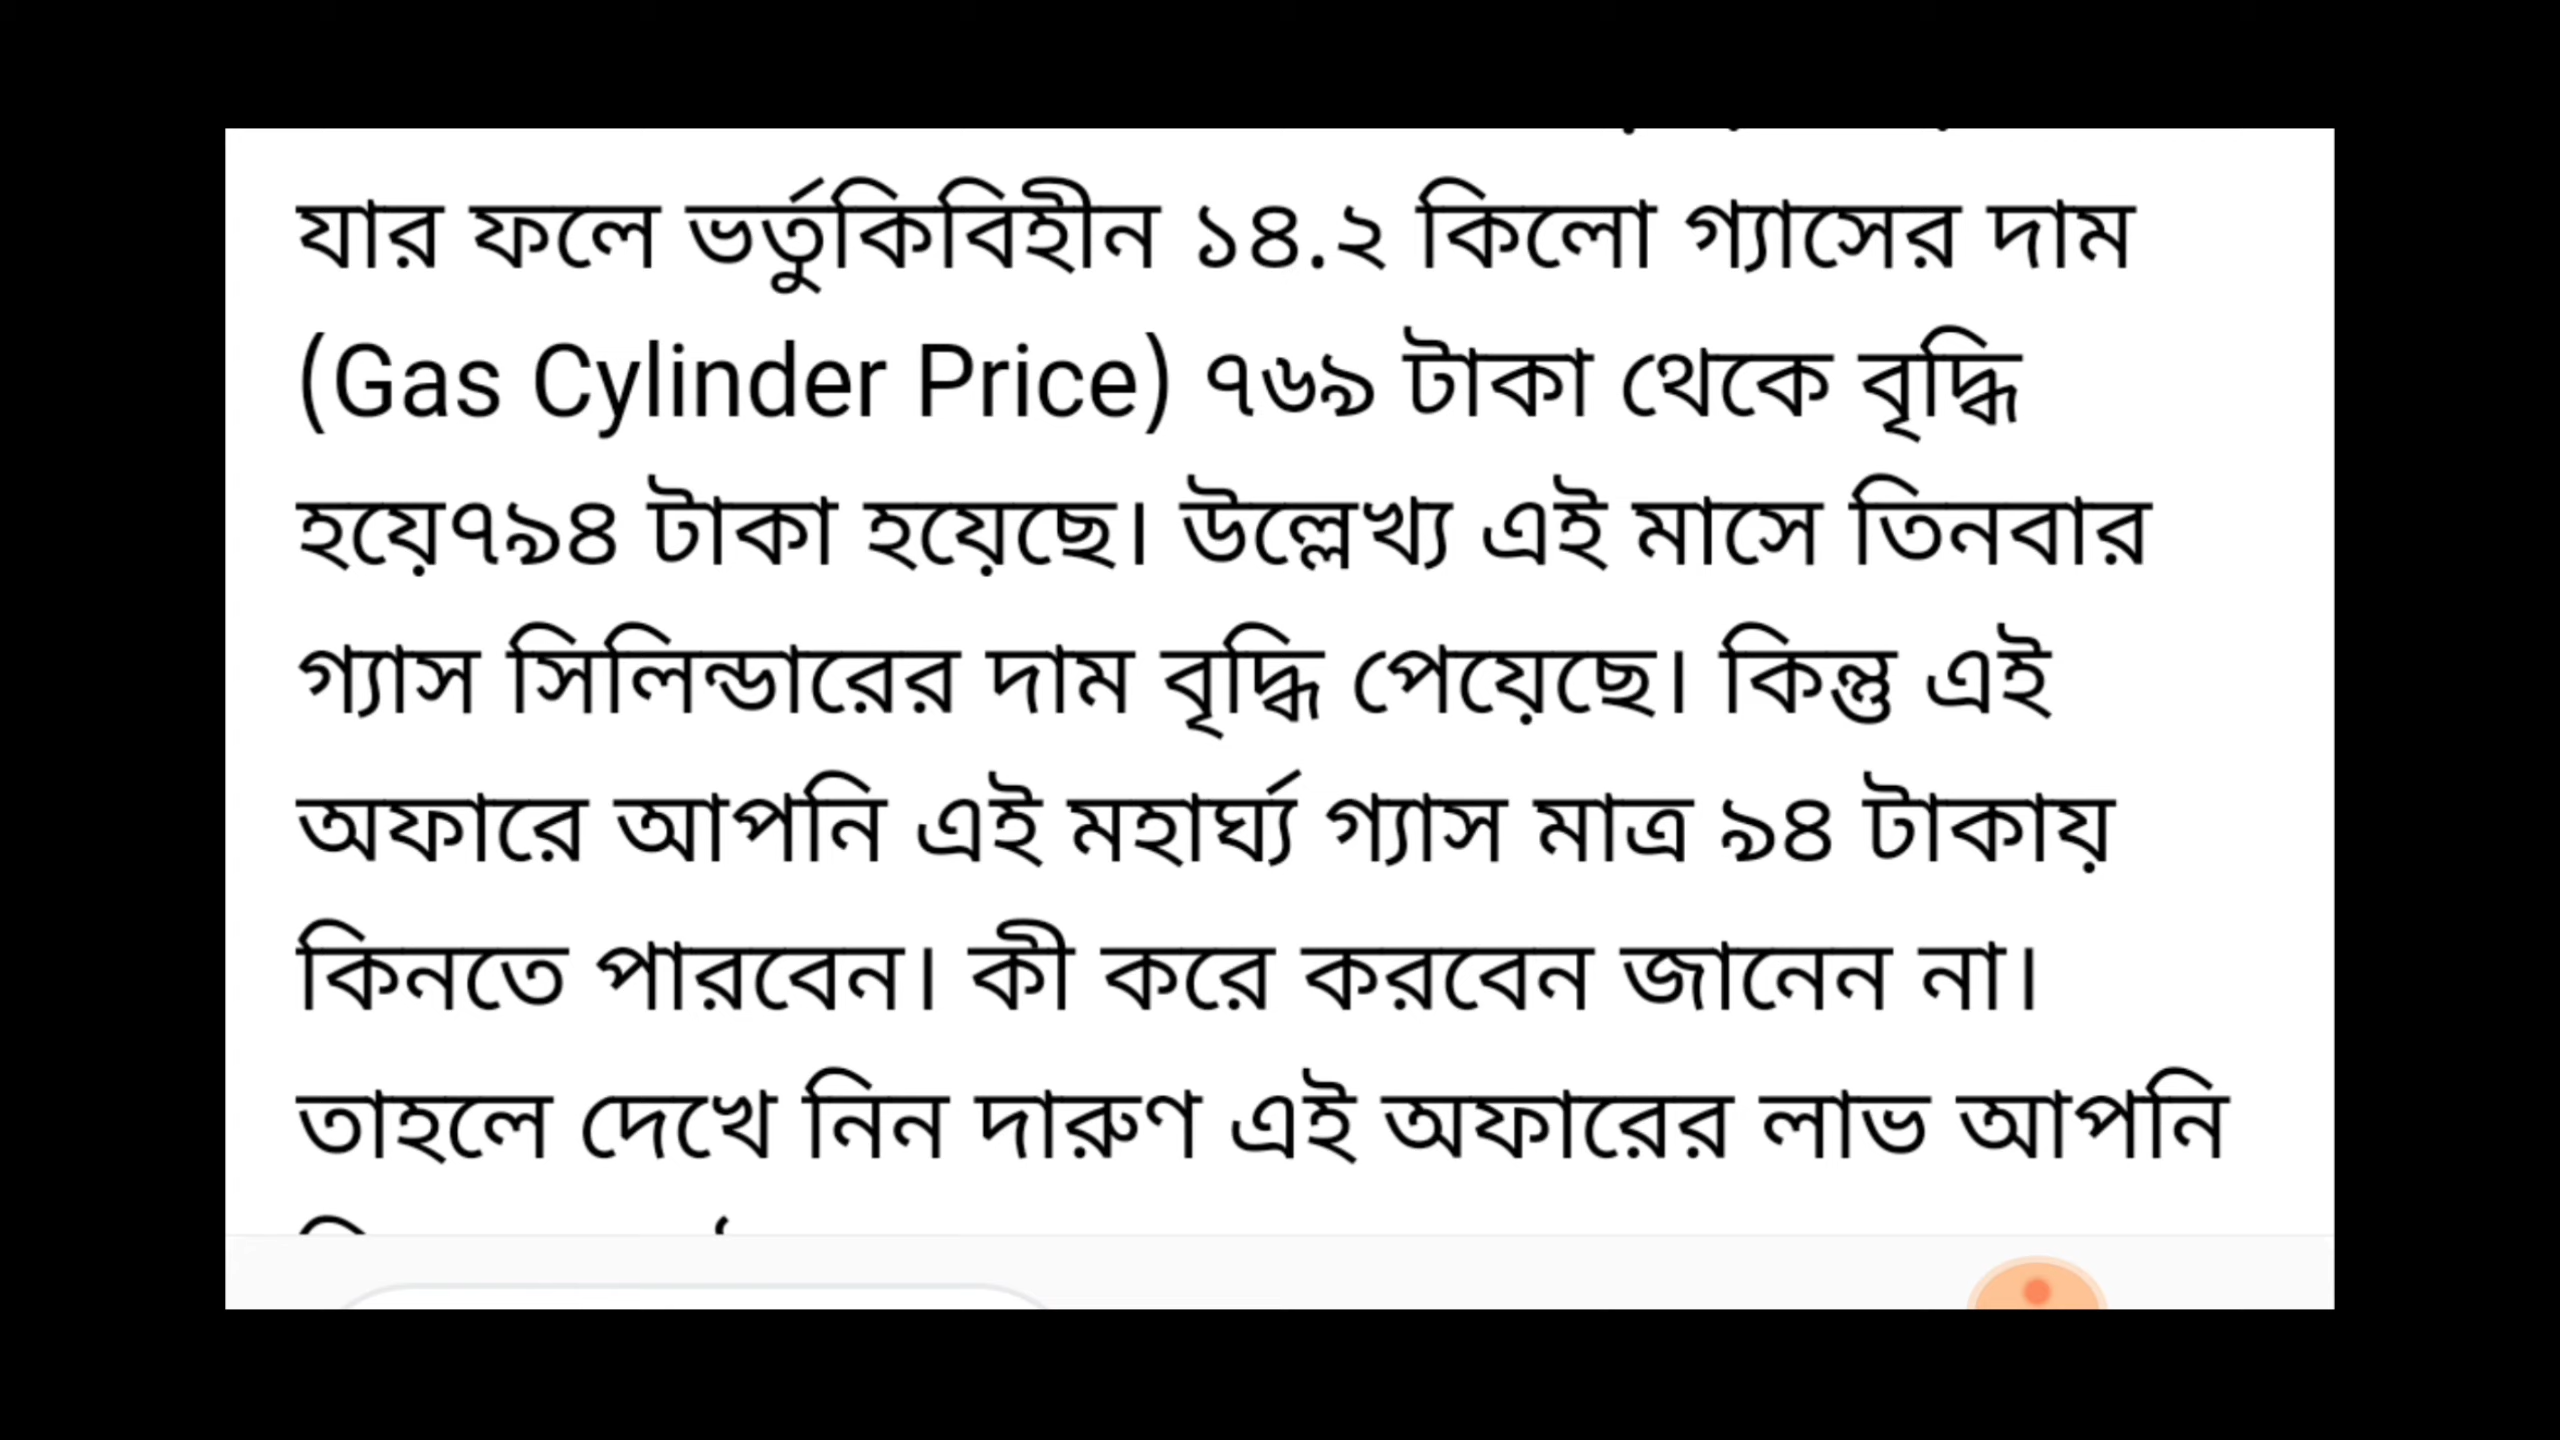 যার ফলে ভর্তুকিবিহীন ১৪.২ কিলো গ্যাসের দাম
(Gas Cylinder Price) ৭৬৯ টাকা থেকে বৃদ্ধি
হয়ে৭৯৪ টাকা হয়েছে। উল্লেখ্য এই মাসে তিনবার
গ্যাস সিলিন্ডারের দাম বৃদ্ধি পেয়েছে। কিন্তু এই
অফারে আপনি এই মহার্ঘ্য গ্যাস মাত্র ৯৪ টাকায়
কিনতে পারবেন। কী করে করবেন জানেন না।
তাহলে দেখে নিন দারুণ এই অফারের লাভ আপনি